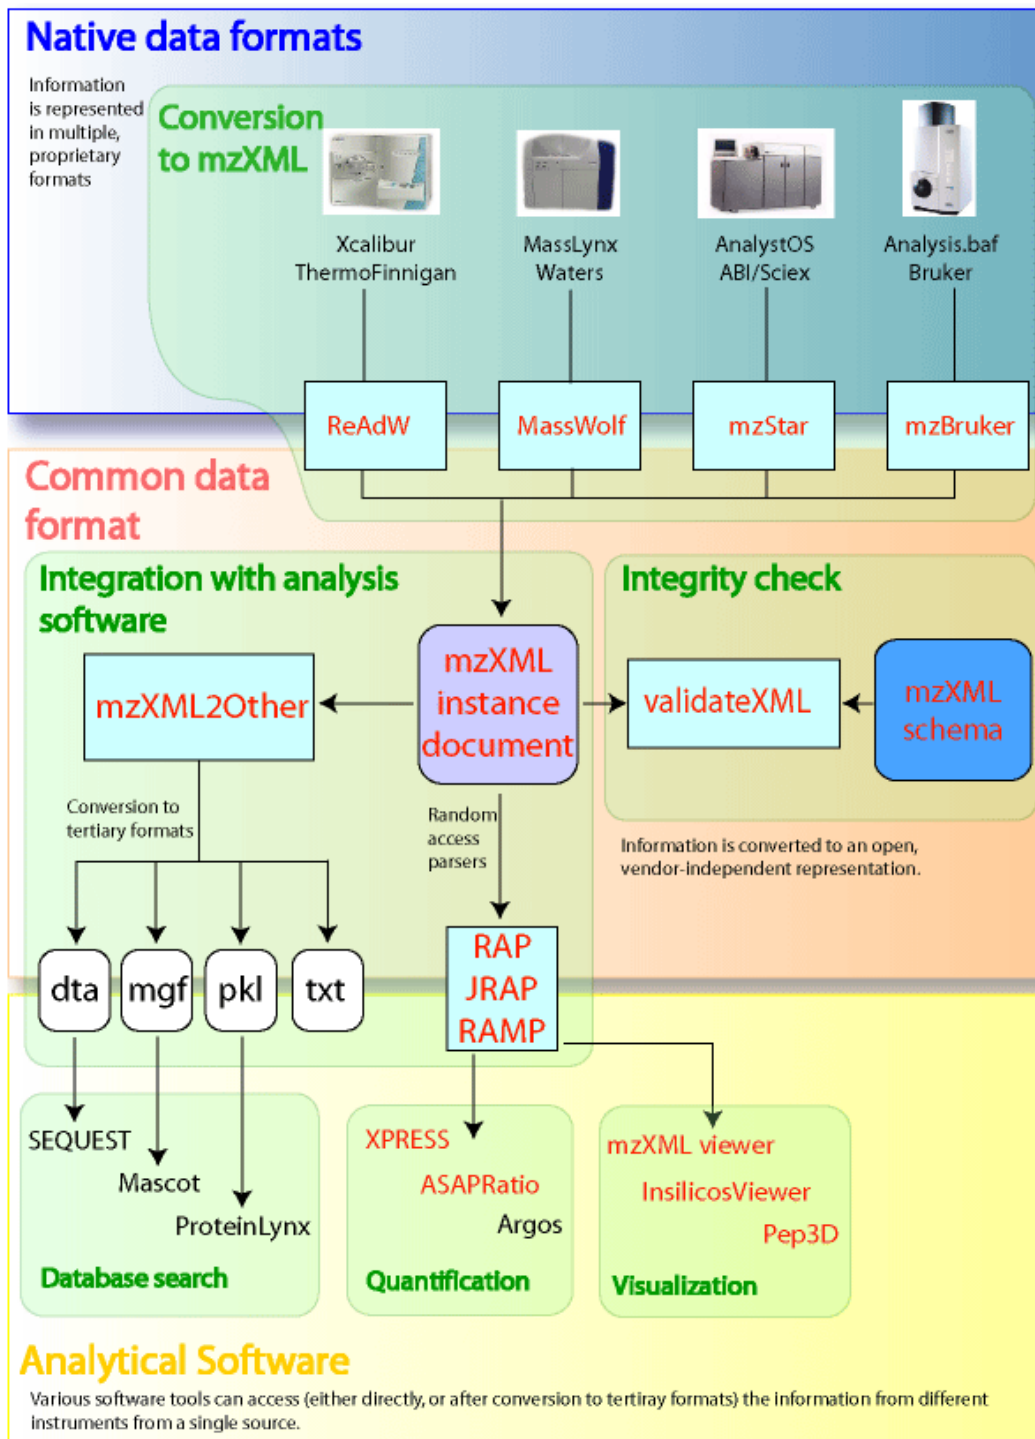 Native data formats
Information
is represented
in multiple,
proprietary
formats
Conversion
to mzXML
Xcalibur
ThermoFinnigan
MassLynx
Waters
AnalystOS
ABI/Sciex
Analysis.baf
Bruker
ReAdW
MassWolf
mzStar
mzBruker
Common data
format
Integration with analysis
software
Integrity check
mzXML2Other
mzXML
instance
document
validateXML
mzXML
schema
Conversion to
tertiary formats
Random
access
parsers
Information is converted to an open,
vendor-independent representation.
dta
mgf
pkl
txt
RAP
JRAP
RAMP
SEQUEST
Mascot
ProteinLynx
Database search
XPRESS
ASAPRatio
Argos
Quantification
mzXML viewer
InsilicosViewer
Pep3D
Visualization
Analytical Software
Various software tools can access (either directly, or after conversion to tertiray formats) the information from different
instruments from a single source.